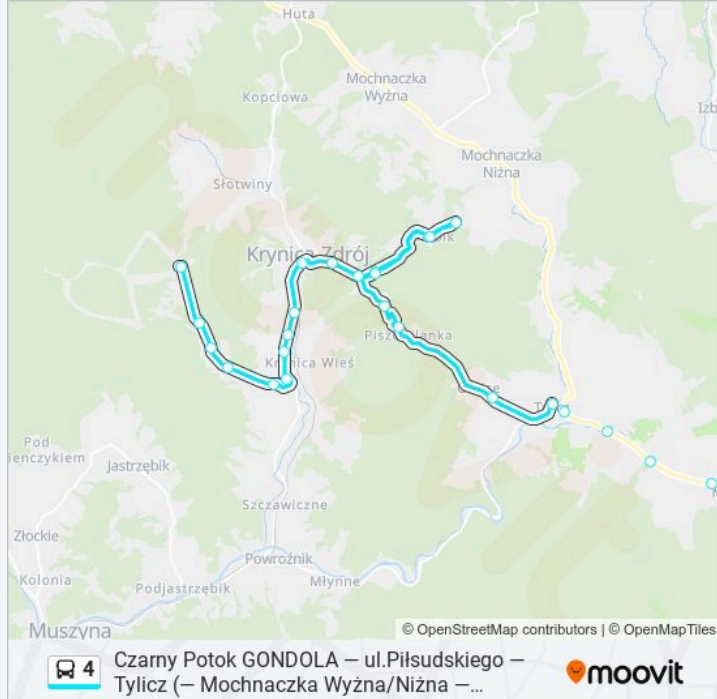 Huta
Mochnaczka
Wyżna
Kopciowa
Mochnaczka
Niżna
Słotwiny
Krynica Zdrój
Krynica Wieś
Pod
Jastrzębik
Szczawiczne
Złockie
Powroźnik
Kolonia
Podjastrzębik
Młynne
Muszyna
© OpenStreetMap contributors | © OpenMapTiles
4 Czarny Potok GONDOLA — ul.Piłsudskiego —
Tylicz (— Mochnaczka Wyżna/Niżna —...
moovit